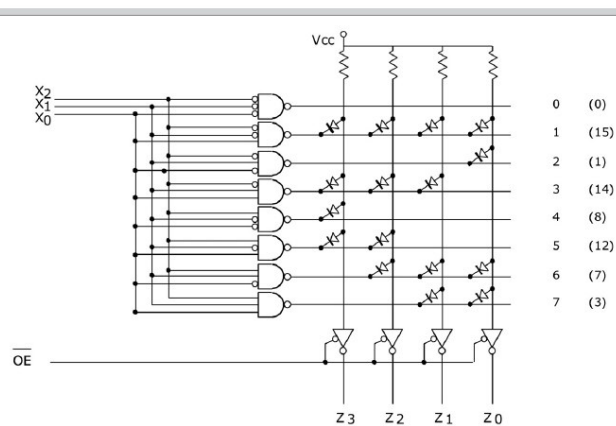 Vcc
X2
X1
X0
0 (0)
1 (15)
2 (1)
3 (14)
4 (8)
5 (12)
6 (7)
7 (3)
OE
Z3 Z2 Z1 Z0